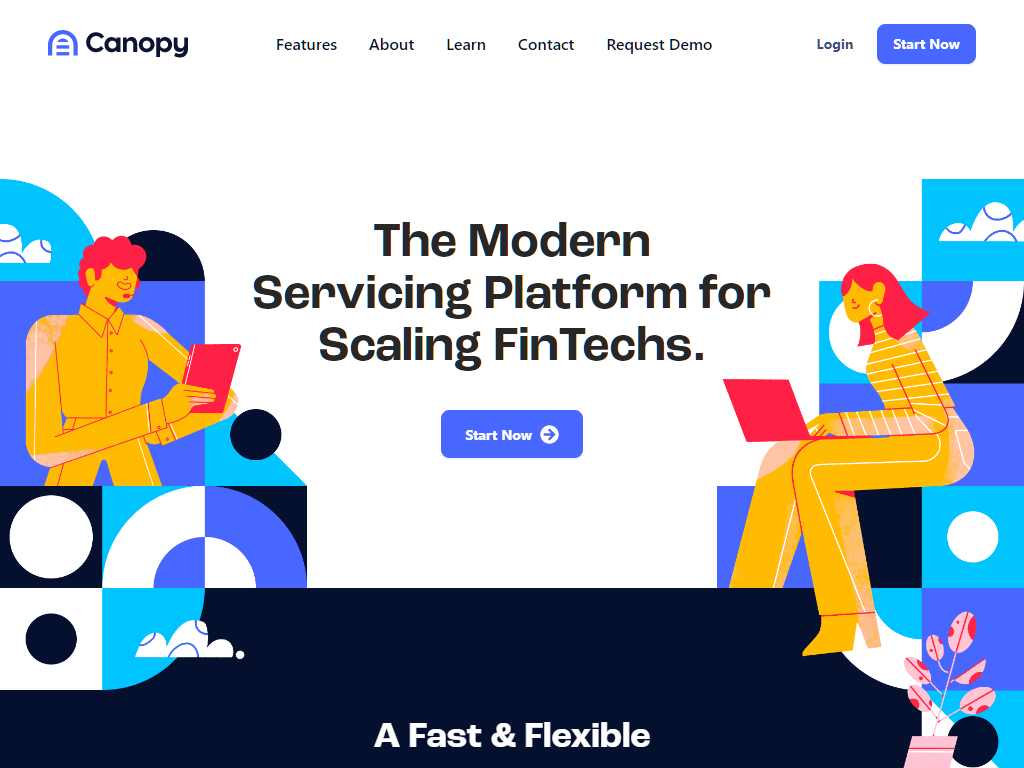 Canopy
Features
About
Learn
Contact
Request Demo
Login
Start Now
The Modern
Servicing Platform for
Scaling FinTechs.
Start Now
A Fast & Flexible